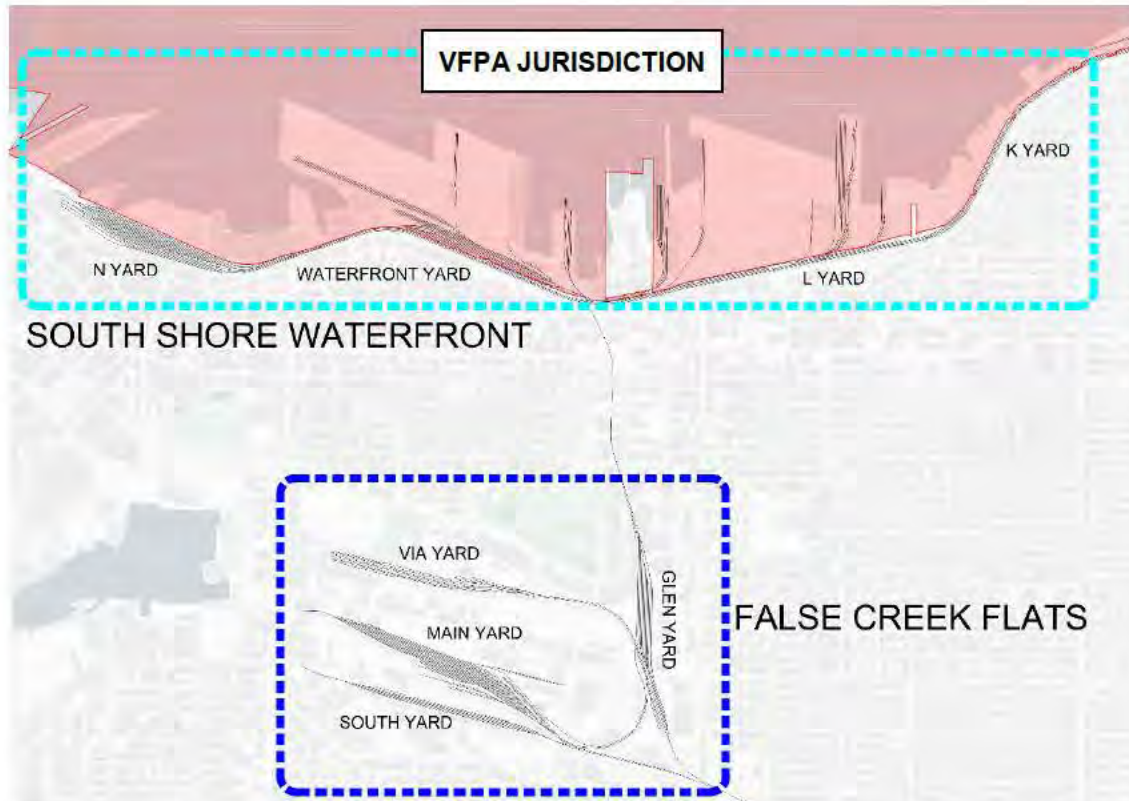 VFPA JURISDICTION
K YARD
N YARD
WATERFRONT YARD
L YARD
SOUTH SHORE WATERFRONT
VIA YARD
GLEN YARD
MAIN YARD
FALSE CREEK FLATS
SOUTH YARD